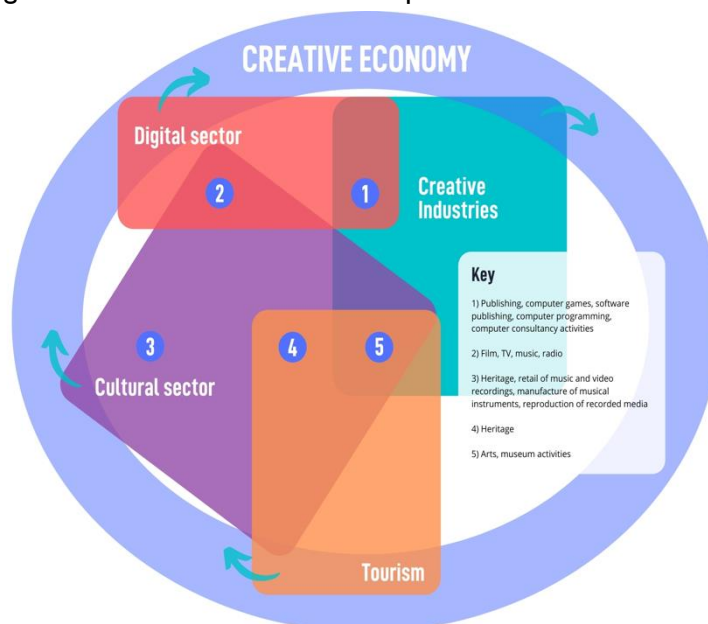 CREATIVE ECONOMY
Digital sector
2
1
Creative
Industries
Key
1) Publishing, computer games, software
publishing, computer programming,
computer consultancy activities
2) Film, TV, music, radio
3) Heritage, retail of music and video
recordings, manufacture of musical
instruments, reproduction of recorded media
4) Heritage
5) Arts, museum activities
3
4
5
Cultural sector
Tourism